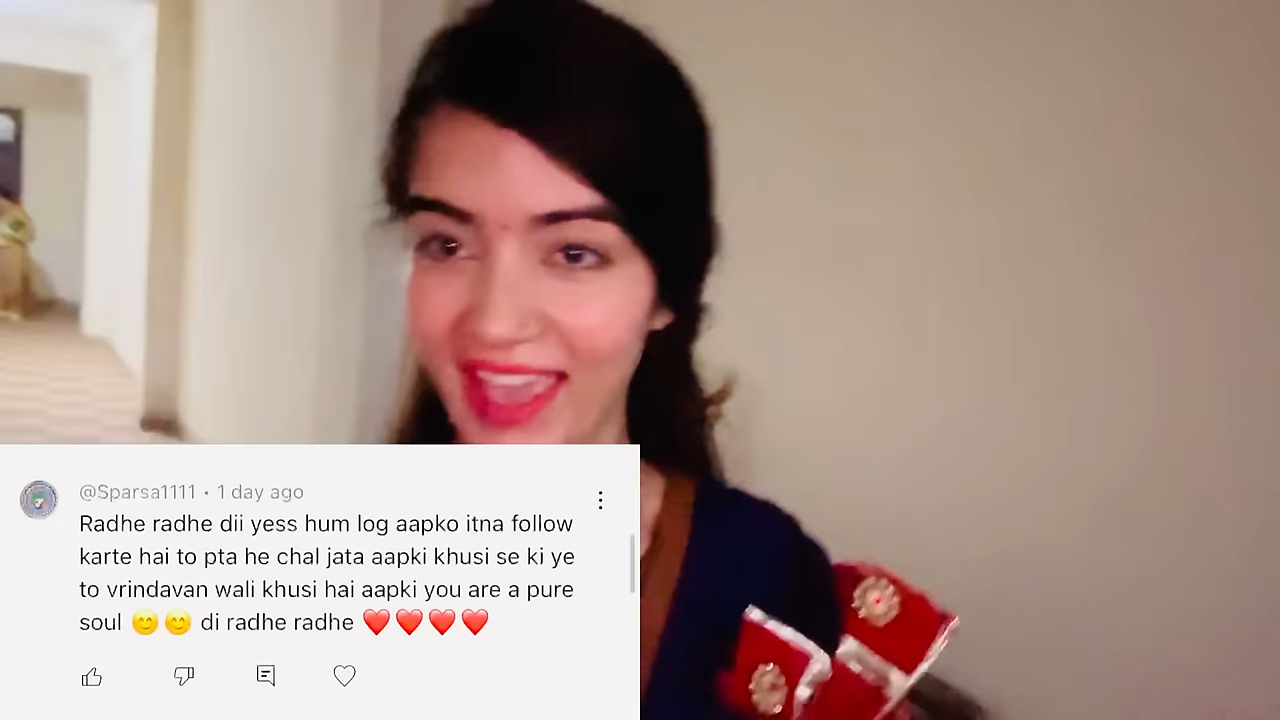 @Sparsa1111 • 1 day ago
Radhe radhe dii yess hum log aapko itna follow
karte hai to pta he chal jata aapki khusi se ki ye
to vrindavan wali khusi hai aapki you are a pure
soul 😊😊 di radhe radhe ❤️❤️❤️❤️